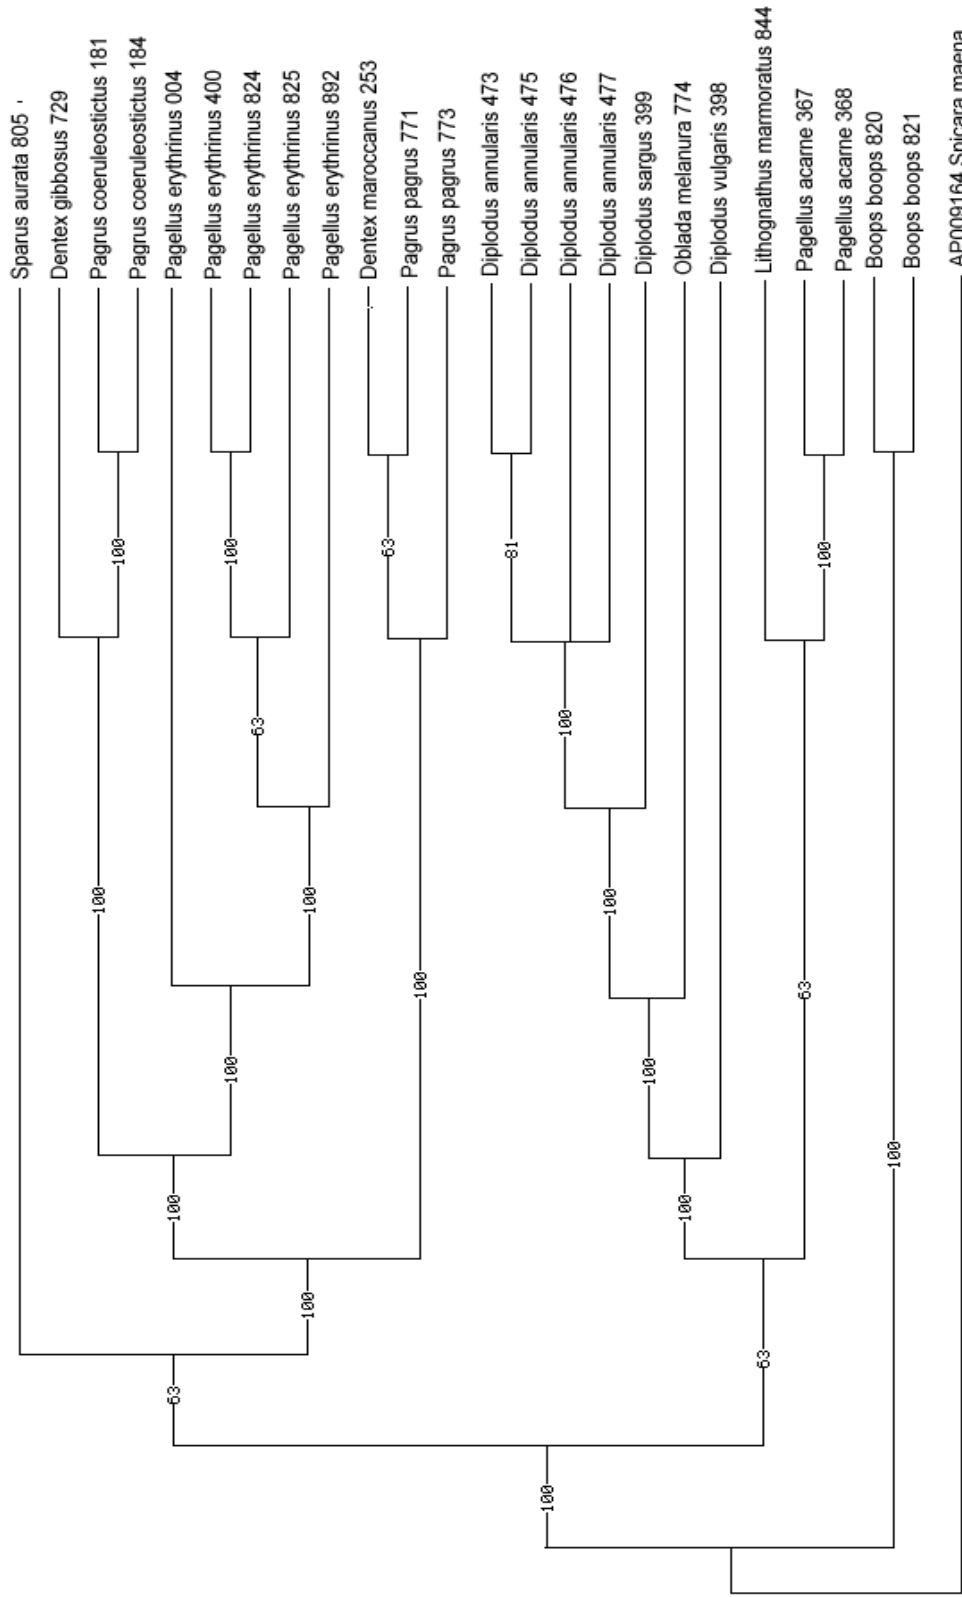 Sparus aurata 805
Dentex gibbosus 729
Pagrus coeruleostictus 181
Pagrus coeruleostictus 184
Pagellus erythrinus 004
Pagellus erythrinus 400
Pagellus erythrinus 824
Pagellus erythrinus 825
Pagellus erythrinus 892
Dentex maroccanus 253
Pagrus pagrus 771
Pagrus pagrus 773
Diplodus annularis 473
Diplodus annularis 475
Diplodus annularis 476
Diplodus annularis 477
Diplodus sargus 399
Oblada melanura 774
Diplodus vulgaris 398
Lithognathus marmoratus 844
Pagellus acarne 367
Pagellus acarne 368
Boops boops 820
Boops boops 821
AP009164 Spicara maena
100
100
63
81
100
63
100
100
100
100
100
63
100
100
100
100
100
100
63
63
100